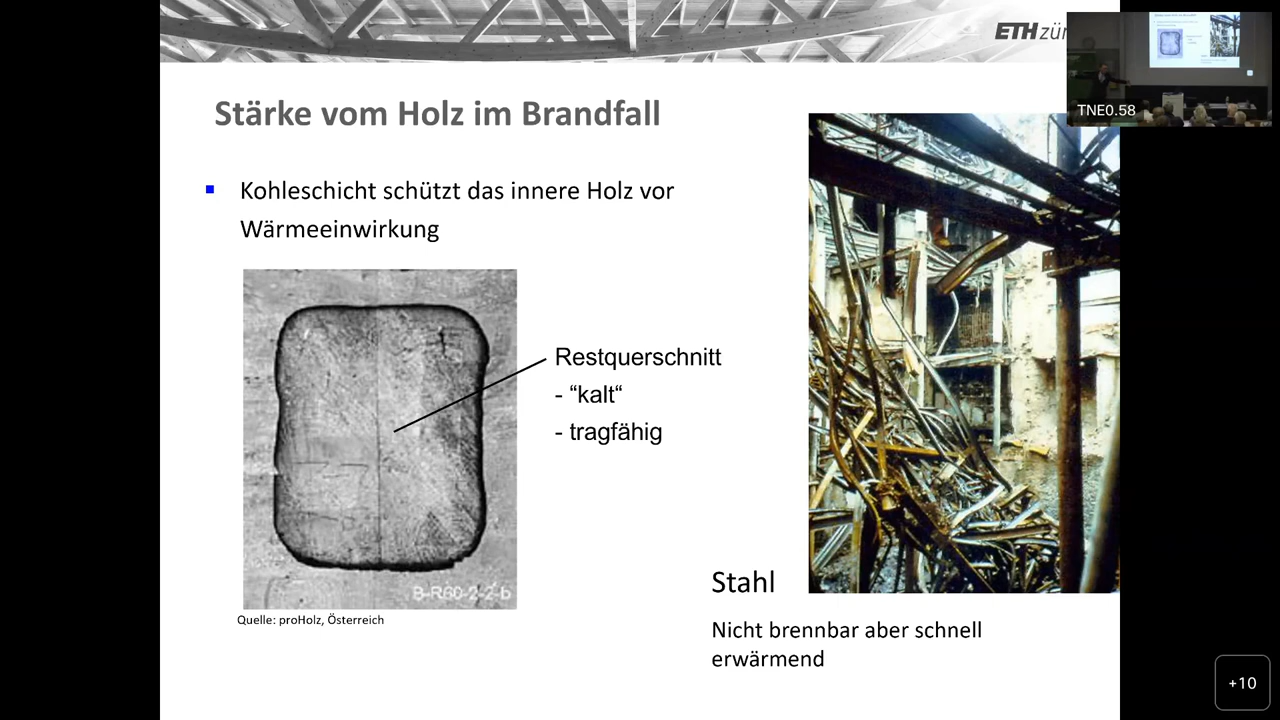 ETH zür
TNE0.58
Stärke vom Holz im Brandfall
Kohleschicht schützt das innere Holz vor
Wärmeeinwirkung
Restquerschnitt
- “kalt“
- tragfähig
B-R60-2-2-b
Quelle: proHolz, Österreich
Stahl
Nicht brennbar aber schnell
erwärmend
+10